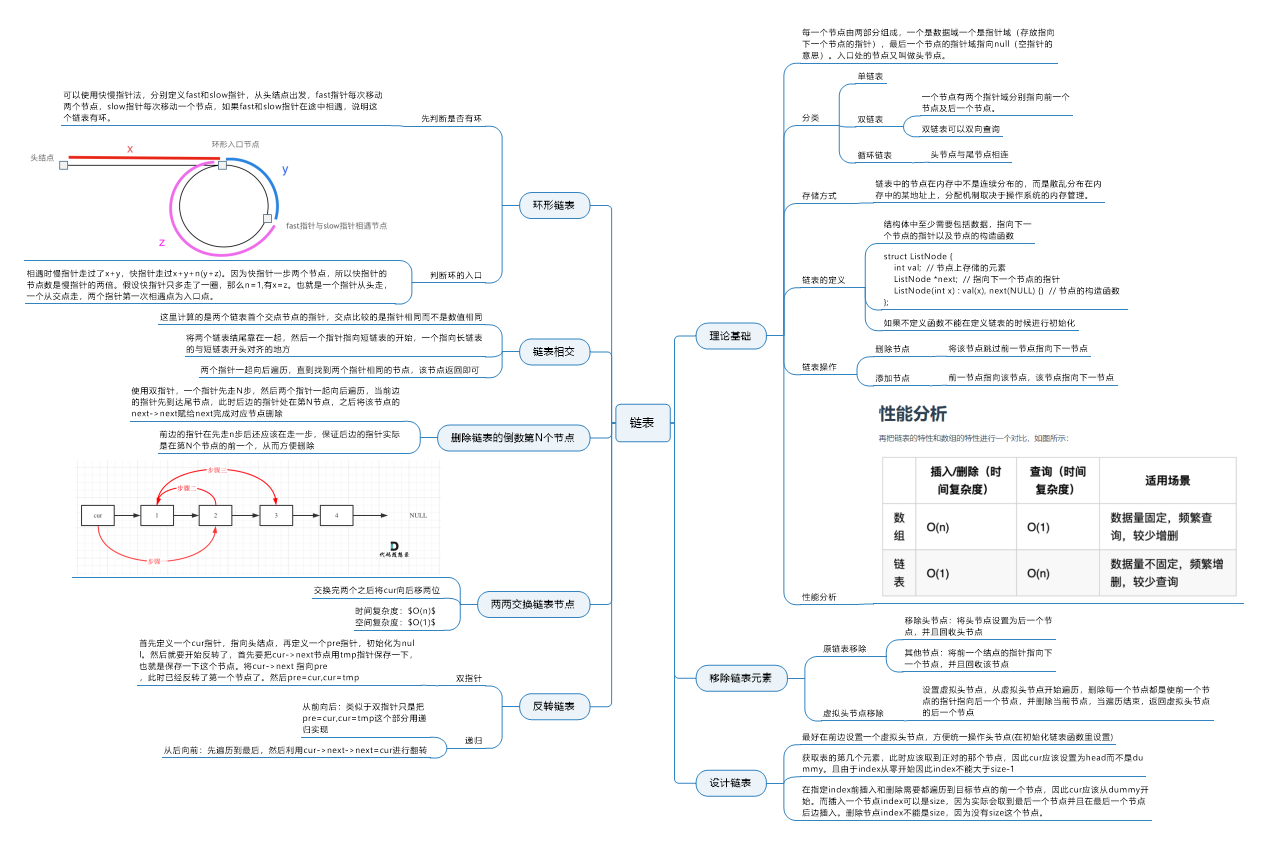 链表
理论基础
每一个节点由两部分组成，一个是数据域一个是指针域（存放指向
下一个节点的指针），最后一个节点的指针域指向null（空指针的
意思）。入口处的节点又叫做头节点。
分类
单链表
双链表
一个节点有两个指针域分别指向前一个
节点及后一个节点。
双链表可以双向查询
循环链表
头节点与尾节点相连
存储方式
链表中的节点在内存中不是连续分布的，而是散乱分布在内
存中的某地址上，分配机制取决于操作系统的内存管理。
链表的定义
结构体中至少需要包括数据，指向下一
个节点的指针以及节点的构造函数
struct ListNode {
int val; // 节点上存储的元素
ListNode *next; // 指向下一个节点的指针
ListNode(int x) : val(x), next(NULL) {} // 节点的构造函数
};
如果不定义函数不能在定义链表的时候进行初始化
链表操作
删除节点
将该节点跳过前一节点指向下一节点
添加节点
前一节点指向该节点，该节点指向下一节点
性能分析
性能分析
再把链表的特性和数组的特性进行一个对比，如图所示：
插入/删除（时
间复杂度）
查询（时间
复杂度）
适用场景
数
组
O(n)
O(1)
数据量固定，频繁查
询，较少增删
链
表
O(1)
O(n)
数据量不固定，频繁增
删，较少查询
移除链表元素
原链表移除
移除头节点：将头节点设置为后一个节
点，并且回收头节点
其他节点：将前一个结点的指针指向下
一个节点，并且回收该节点
虚拟头节点移除
设置虚拟头节点，从虚拟头节点开始遍历，删除每一个节点都是使前一个节
点的指针指向后一个节点，并删除当前节点，当遍历结束，返回虚拟头节点
的后一个节点
设计链表
最好在前边设置一个虚拟头节点，方便统一操作头节点(在初始化链表函数里设置)
获取表的第几个元素，此时应该取到正对的那个节点，因此cur应该设置为head而不是du
mmy。且由于index从零开始因此index不能大于size-1
在指定index前插入和删除需要都遍历到目标节点的前一个节点，因此cur应该从dummy开
始。而插入一个节点index可以是size，因为实际会取到最后一个节点并且在最后一个节点
后边插入。删除节点index不能是size，因为没有size这个节点。
环形链表
先判断是否有环
可以使用快慢指针法，分别定义fast和slow指针，从头结点出发，fast指针每次移动
两个节点，slow指针每次移动一个节点，如果fast和slow指针在途中相遇，说明这
个链表有环。
头结点
x
环形入口节点
y
fast指针与slow指针相遇节点
z
判断环的入口
相遇时慢指针走过了x+y，快指针走过x+y+n(y+z)。因为快指针一步两个节点，所以快指针的
节点数是慢指针的两倍。假设快指针只多走了一圈，那么n=1,有x=z。也就是一个指针从头走，
一个从交点走，两个指针第一次相遇点为入口点。
链表相交
这里计算的是两个链表首个交点节点的指针，交点比较的是指针相同而不是数值相同
将两个链表结尾靠在一起，然后一个指针指向短链表的开始，一个指向长链表
的与短链表开头对齐的地方
两个指针一起向后遍历，直到找到两个指针相同的节点，该节点返回即可
删除链表的倒数第N个节点
使用双指针，一个指针先走N步，然后两个指针一起向后遍历，当前边
的指针先到达尾节点，此时后边的指针处在第N节点，之后将该节点的
next->next赋给next完成对应节点删除
前边的指针在先走n步后还应该在走一步，保证后边的指针实际
是在第N个节点的前一个，从而方便删除
两两交换链表节点
步骤三
步骤二
cur
1
2
3
4
NULL
步骤一
代码随想录
交换完两个之后将cur向后移两位
时间复杂度：$O(n)$
空间复杂度：$O(1)$
反转链表
双指针
首先定义一个cur指针，指向头结点，再定义一个pre指针，初始化为nul
l。然后就要开始反转了，首先要把cur->next节点用tmp指针保存一下，
也就是保存一下这个节点。将cur->next 指向pre
，此时已经反转了第一个节点了。然后pre=cur,cur=tmp
递归
从前向后：类似于双指针只是把
pre=cur,cur=tmp这个部分用递
归实现
从后向前：先遍历到最后，然后利用cur->next->next=cur进行翻转